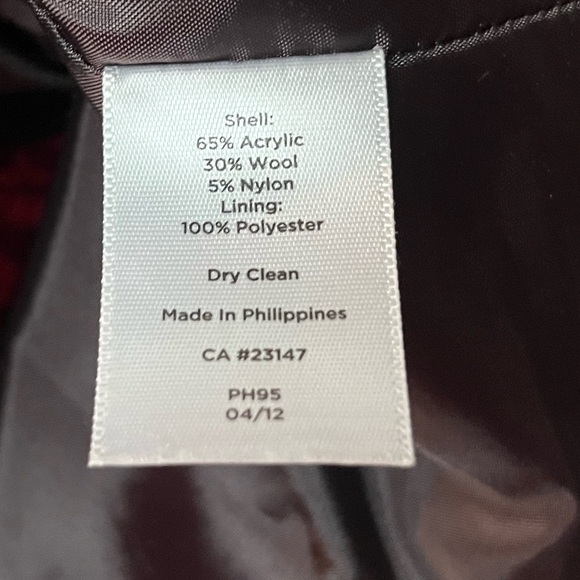 Shell:
65% Acrylic
30% Wool
5% Nylon
Lining:
100% Polyester
Dry Clean
Made In Philippines
CA #23147
PH95
04/12